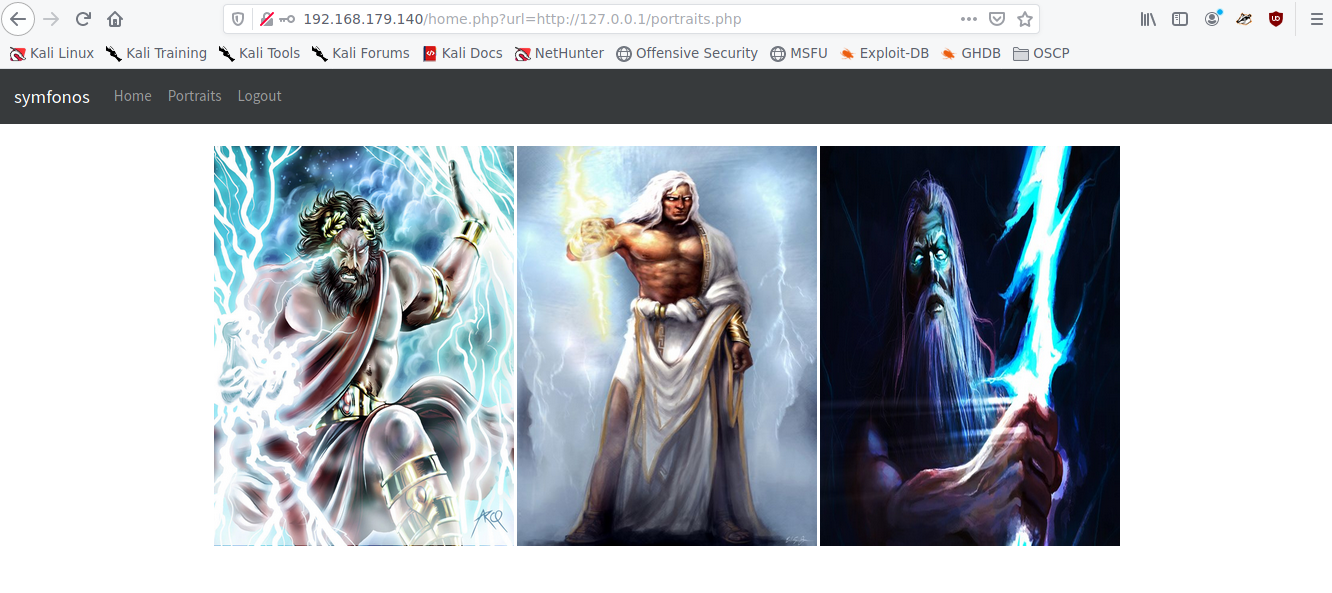 192.168.179.140/home.php?url=http://127.0.0.1/portraits.php
Kali Linux Kali Training Kali Tools Kali Forums Kali Docs NetHunter Offensive Security MSFU Exploit-DB GHDB OSCP
symfonos Home Portraits Logout